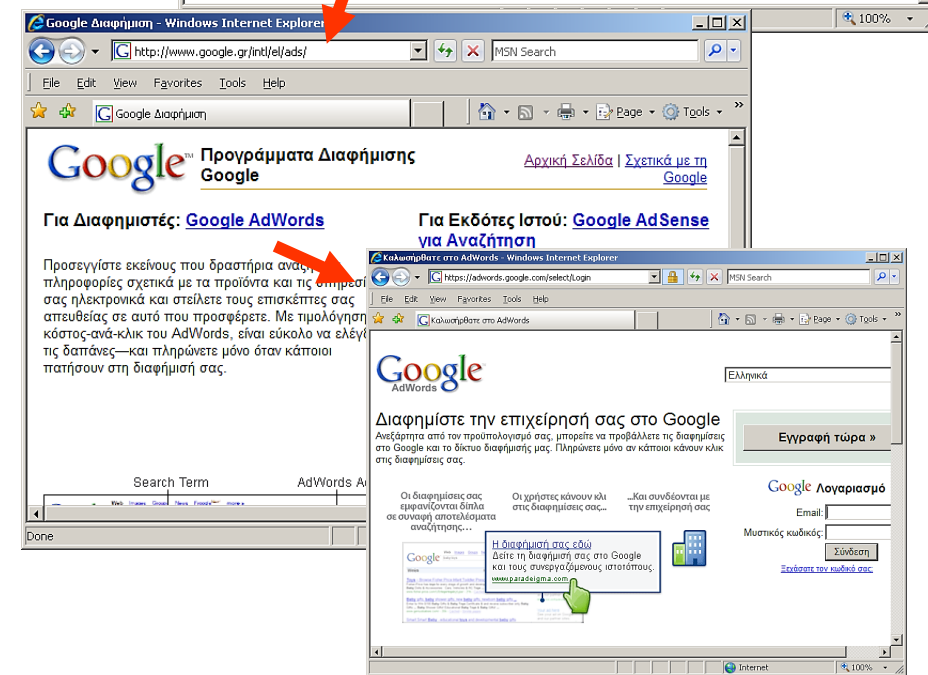 100%
Google Διαφήμιση - Windows Internet Explorer
http://www.google.gr/intl/el/ads/
MSN Search
File Edit View Favorites Tools Help
Google Διαφήμιση
Page Tools
Google™ Προγράμματα Διαφήμισης
Google
Αρχική Σελίδα | Σχετικά με τη
Google
Για Διαφημιστές: Google AdWords
Για Εκδότες Ιστού: Google AdSense
για Αναζήτηση
Προσεγγίστε εκείνους που δραστήρια
πληροφορίες σχετικά με τα προϊόντα και τις
σας ηλεκτρονικά και στείλετε τους επισκέπτες σας
απευθείας σε αυτό που προσφέρετε. Με τιμολόγηση
κόστος-ανά-κλικ του AdWords, είναι εύκολο να
τις δαπάνες—και πληρώνετε μόνο όταν κάποιοι
πατήσουν στη διαφήμισή σας.
Search Term
AdWords
Web Images Groups News Froogle more »
Done
Καλωσήρθατε στο AdWords - Windows Internet Explorer
https://adwords.google.com/select/Login
MSN Search
File Edit View Favorites Tools Help
Καλωσήρθατε στο AdWords
Page Tools
Google
AdWords
Ελληνικά
Διαφημίστε την επιχείρησή σας στο Google
Ανεξάρτητα από τον προϋπολογισμό σας, μπορείτε να προβάλλετε τις διαφημίσεις
στο Google και το δίκτυο διαφήμισής μας. Πληρώνετε μόνο αν κάποιοι κάνουν κλικ
στις διαφημίσεις σας.
Εγγραφή τώρα »
Οι διαφημίσεις σας
εμφανίζονται δίπλα
σε συναφή αποτελέσματα
αναζήτησης...
Οι χρήστες κάνουν κλι
στις διαφημίσεις σας...
...Και συνδέονται με
την επιχείρησή σας
Google Λογαριασμό
Email:
Μυστικός κωδικός:
Σύνδεση
Ξεχάσατε τον κωδικό σας;
Google
Η διαφήμισή σας εδώ
Δείτε τη διαφήμισή σας στο Google
και τους συνεργαζόμενους ιστοτόπους.
www.paradeigma.com
Internet
100%